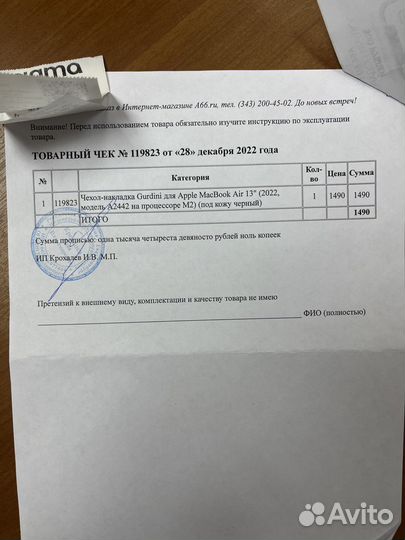 аз в Интернет-магазине А66.ru, тел. (343) 200-45-02. До новых встреч!
Внимание! Перед использованием товара обязательно изучите инструкцию по эксплуатации
товара.
ТОВАРНЫЙ ЧЕК № 119823 от «28» декабря 2022 года
№ Категория Кол-во Цена Сумма
1 119823 Чехол-накладка Gurdini для Apple MacBook Air 13" (2022, 1 1490 1490
модель A2442 на процессоре M2) (под кожу черный)
ИТОГО 1490
Сумма прописью: одна тысяча четыреста девяносто рублей ноль копеек
ИП Крохалев И.В. М.П.
Претензий к внешнему виду, комплектации и качеству товара не имею
ФИО (полностью)
Avito